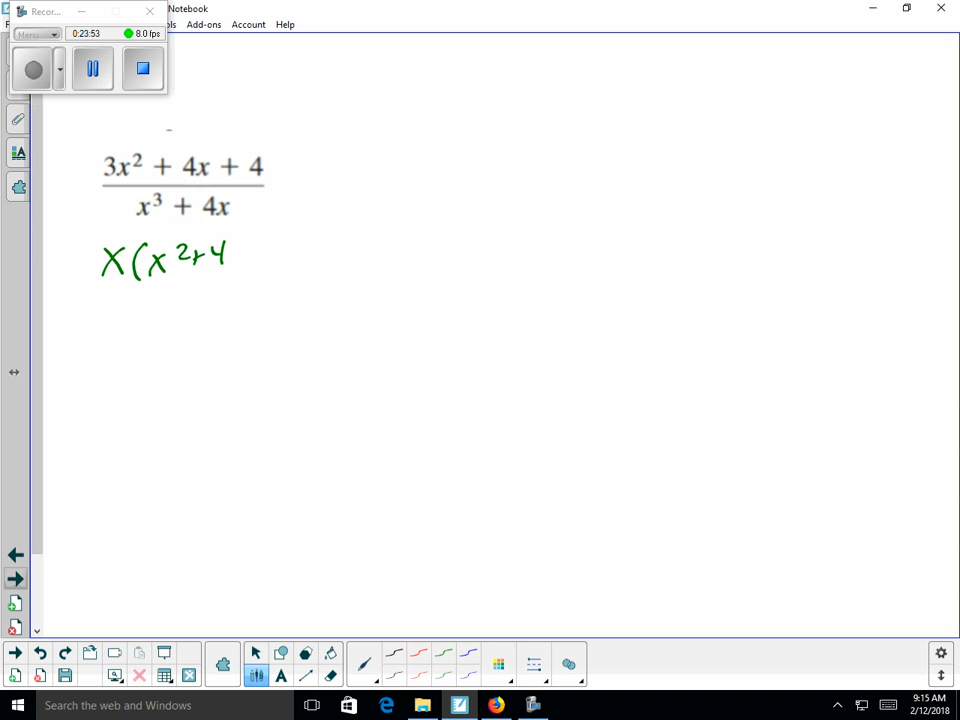 Recor...
Notebook
Menu
0:23:53
8.0 fps
ols Add-ons Account Help
3x² + 4x + 4
x³ + 4x
x(x²+4
A
A
Search the web and Windows
9:15 AM
2/12/2018